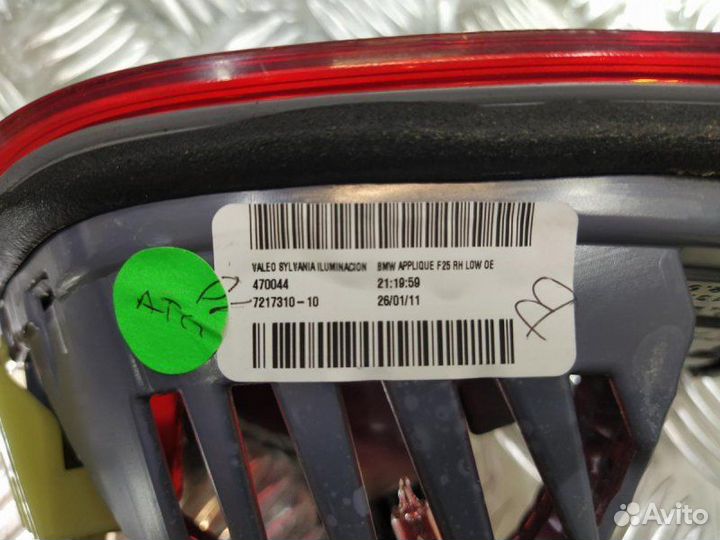 VALEO SYLVANIA ILUMINACION BMW APPLIQUE F25 RH LOW OE
470044 21:19:59
7217310-10 26/01/11
Avito